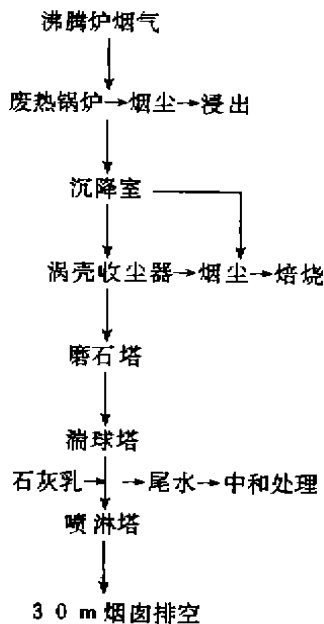 沸腾炉烟气
废热锅炉→烟尘→浸出
沉降室
涡壳收尘器→烟尘→焙烧
磨石塔
湍球塔
石灰乳→ →尾水→中和处理
喷淋塔
30m烟囱排空